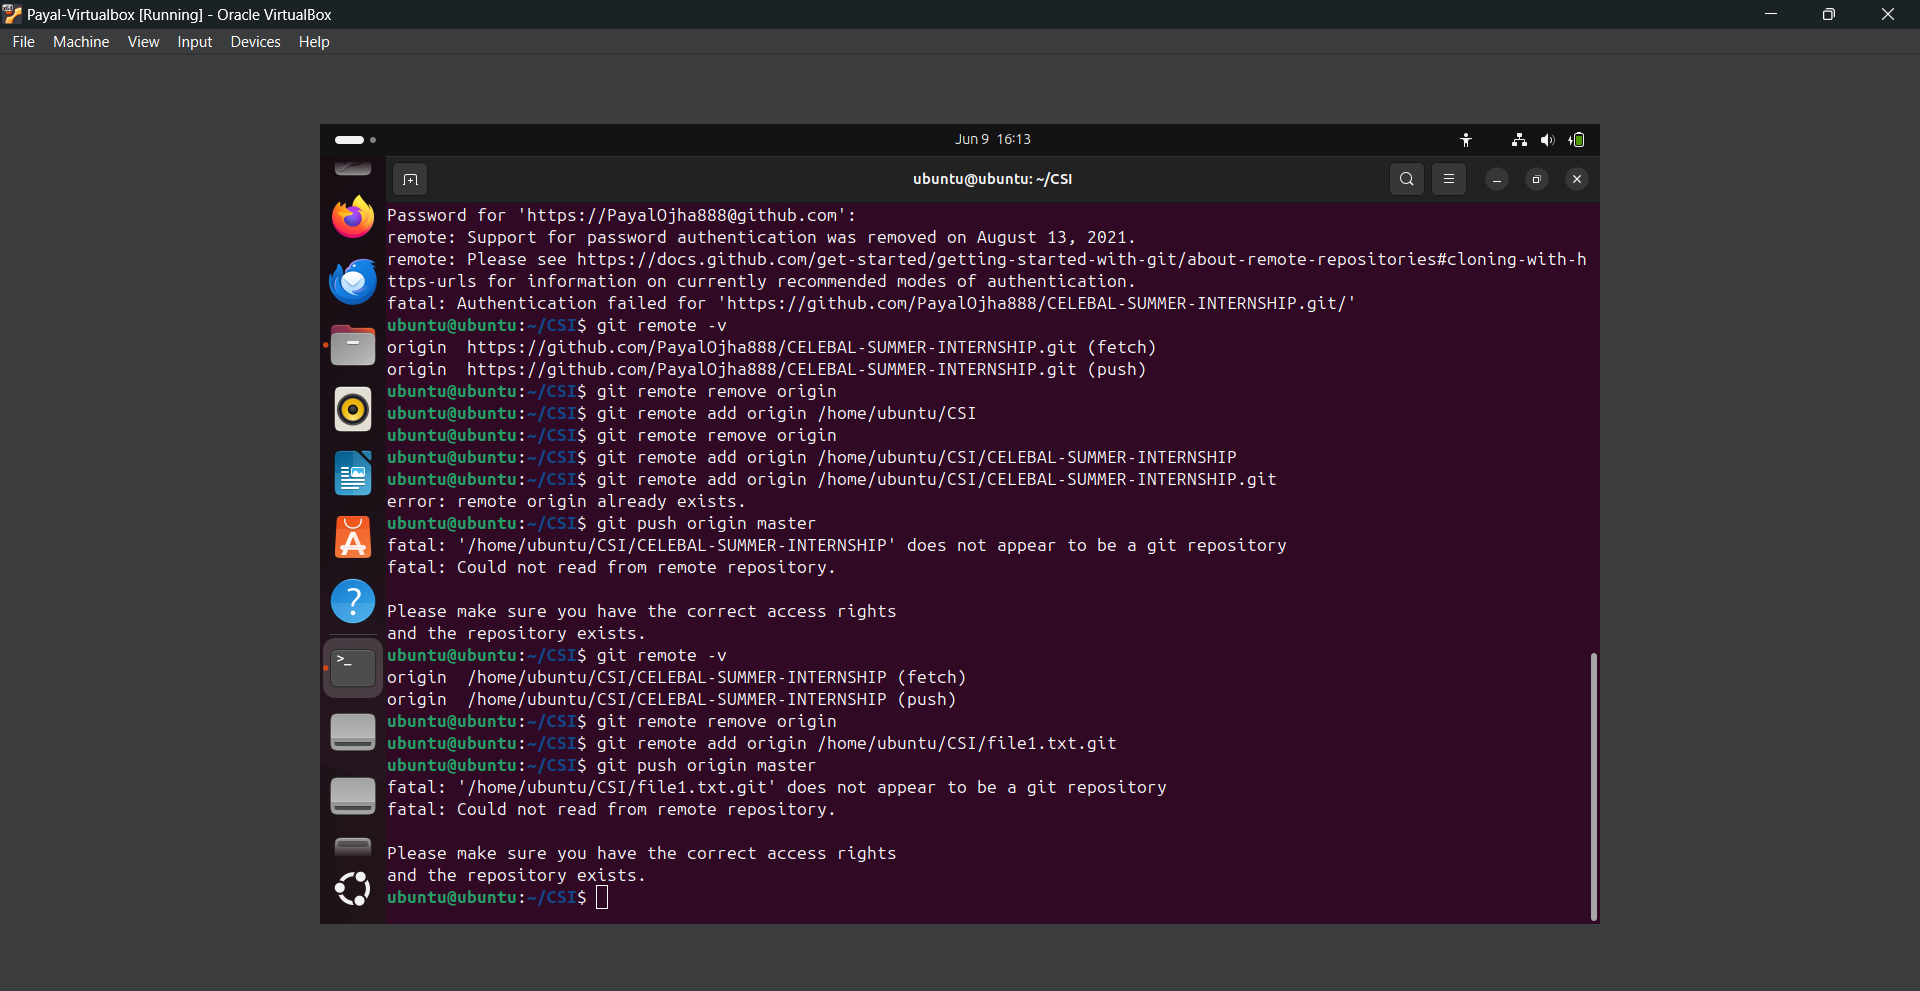 Payal-Virtualbox [Running] - Oracle VirtualBox
File Machine View Input Devices Help
Jun 9 16:13
ubuntu@ubuntu: ~/CSI
Password for 'https://PayalOjha888@github.com':
remote: Support for password authentication was removed on August 13, 2021.
remote: Please see https://docs.github.com/get-started/getting-started-with-git/about-remote-repositories#cloning-with-h
ttps-urls for information on currently recommended modes of authentication.
fatal: Authentication failed for 'https://github.com/PayalOjha888/CELEBAL-SUMMER-INTERNSHIP.git/'
ubuntu@ubuntu:~/CSI$ git remote -v
origin  https://github.com/PayalOjha888/CELEBAL-SUMMER-INTERNSHIP.git (fetch)
origin  https://github.com/PayalOjha888/CELEBAL-SUMMER-INTERNSHIP.git (push)
ubuntu@ubuntu:~/CSI$ git remote remove origin
ubuntu@ubuntu:~/CSI$ git remote add origin /home/ubuntu/CSI
ubuntu@ubuntu:~/CSI$ git remote remove origin
ubuntu@ubuntu:~/CSI$ git remote add origin /home/ubuntu/CSI/CELEBAL-SUMMER-INTERNSHIP
ubuntu@ubuntu:~/CSI$ git remote add origin /home/ubuntu/CSI/CELEBAL-SUMMER-INTERNSHIP.git
error: remote origin already exists.
ubuntu@ubuntu:~/CSI$ git push origin master
fatal: '/home/ubuntu/CSI/CELEBAL-SUMMER-INTERNSHIP' does not appear to be a git repository
fatal: Could not read from remote repository.
Please make sure you have the correct access rights
and the repository exists.
ubuntu@ubuntu:~/CSI$ git remote -v
origin  /home/ubuntu/CSI/CELEBAL-SUMMER-INTERNSHIP (fetch)
origin  /home/ubuntu/CSI/CELEBAL-SUMMER-INTERNSHIP (push)
ubuntu@ubuntu:~/CSI$ git remote remove origin
ubuntu@ubuntu:~/CSI$ git remote add origin /home/ubuntu/CSI/file1.txt.git
ubuntu@ubuntu:~/CSI$ git push origin master
fatal: '/home/ubuntu/CSI/file1.txt.git' does not appear to be a git repository
fatal: Could not read from remote repository.
Please make sure you have the correct access rights
and the repository exists.
ubuntu@ubuntu:~/CSI$